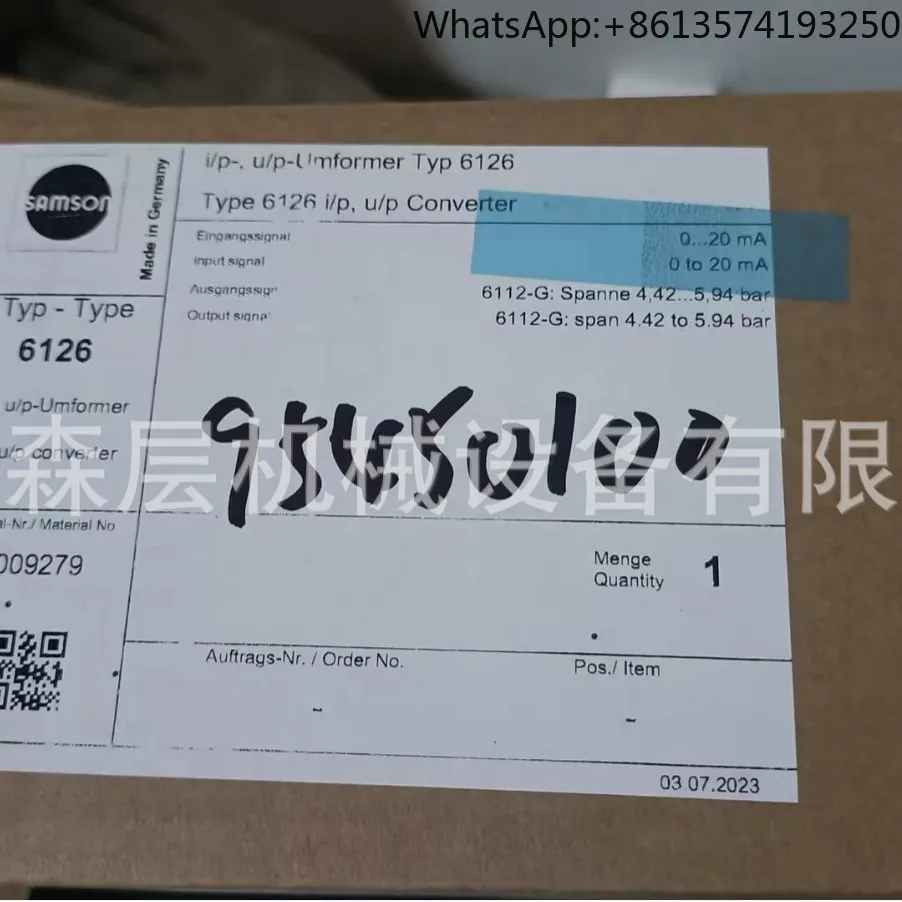 WhatsApp:+8613574193250
SAMSON
Made in Germany
i/p-, u/p-Umformer Typ 6126
Type 6126 i/p, u/p Converter
Eingangssignal 0...20 mA
Input signal 0 to 20 mA
Ausgangssign 6112-G: Spanne 4,42...5,94 bar
Output signal 6112-G: span 4.42 to 5.94 bar
Typ - Type
6126
u/p-Umformer
u/p converter
森层机械设备有限
al-Nr./ Material No
009279
Menge
Quantity 1
Auftrags-Nr. / Order No.
-
Pos./ Item
-
03.07.2023